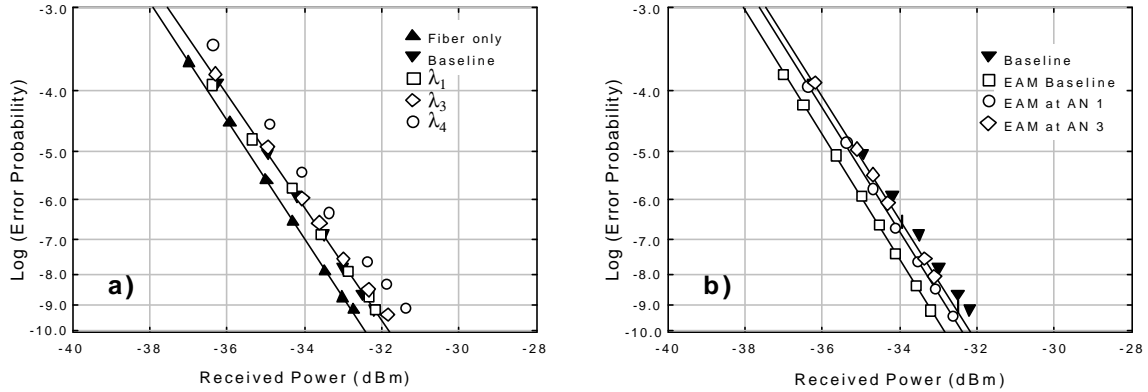 -3.0
-4.0
-5.0
-6.0
-7.0
-8.0
-9.0
-10.0
Log (Error Probability)
-40
-38
-36
-34
-32
-30
-28
Received Power (dBm)
Fiber only
Baseline
λ1
λ3
λ4
a)
-3.0
-4.0
-5.0
-6.0
-7.0
-8.0
-9.0
-10.0
Log (Error Probability)
-40
-38
-36
-34
-32
-30
-28
Received Power (dBm)
Baseline
EAM Baseline
EAM at AN 1
EAM at AN 3
b)